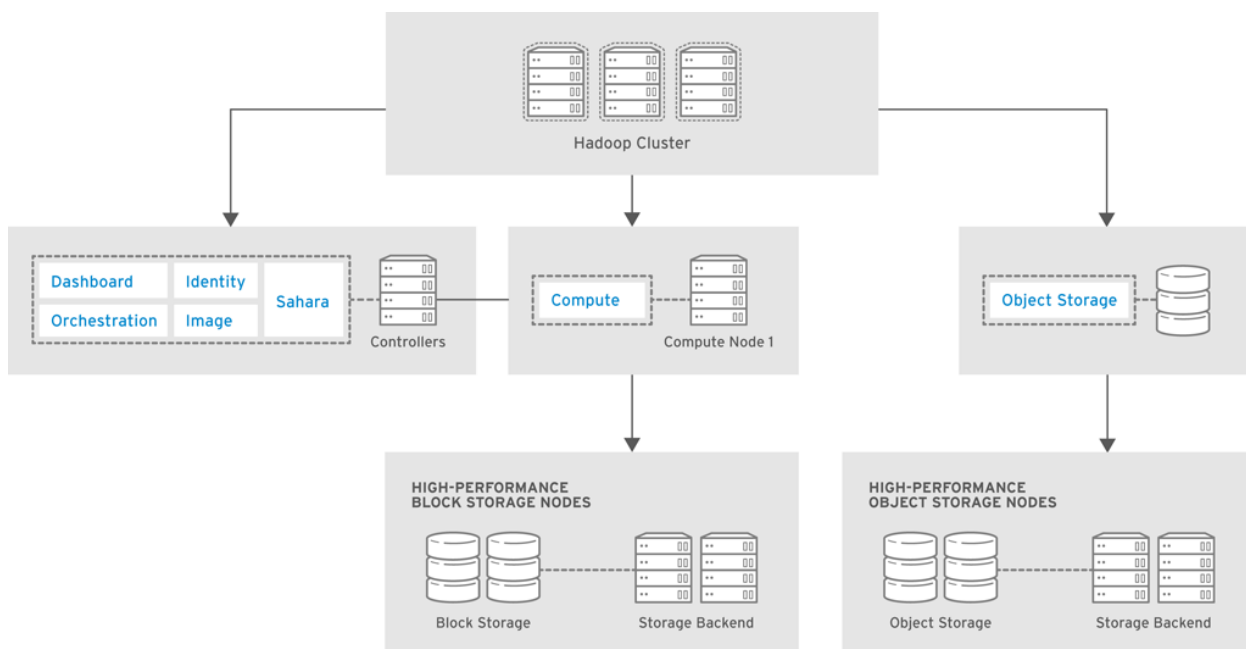 Hadoop Cluster
Dashboard
Identity
Sahara
Orchestration
Image
Controllers
Compute
Compute Node 1
Object Storage
HIGH-PERFORMANCE
BLOCK STORAGE NODES
Block Storage
Storage Backend
HIGH-PERFORMANCE
OBJECT STORAGE NODES
Object Storage
Storage Backend